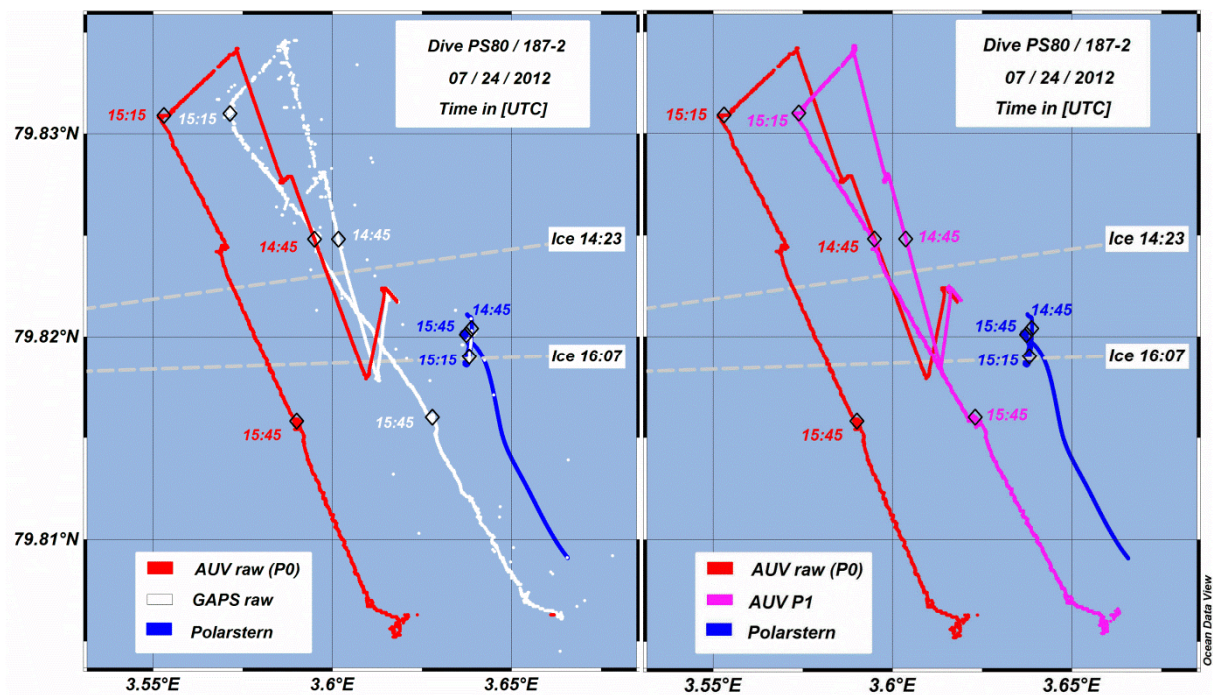 Dive PS80 / 187-2
07 / 24 / 2012
Time in [UTC]
79.83°N
15:15
15:15
14:45
14:45
Ice 14:23
14:45
15:45
79.82°N
15:15
Ice 16:07
15:45
15:45
79.81°N
AUV raw (P0)
GAPS raw
Polarstern
3.55°E
3.6°E
3.65°E
Dive PS80 / 187-2
07 / 24 / 2012
Time in [UTC]
15:15
15:15
14:45
14:45
Ice 14:23
14:45
15:45
15:15
Ice 16:07
15:45
15:45
AUV raw (P0)
AUV P1
Polarstern
3.55°E
3.6°E
3.65°E
Ocean Data View